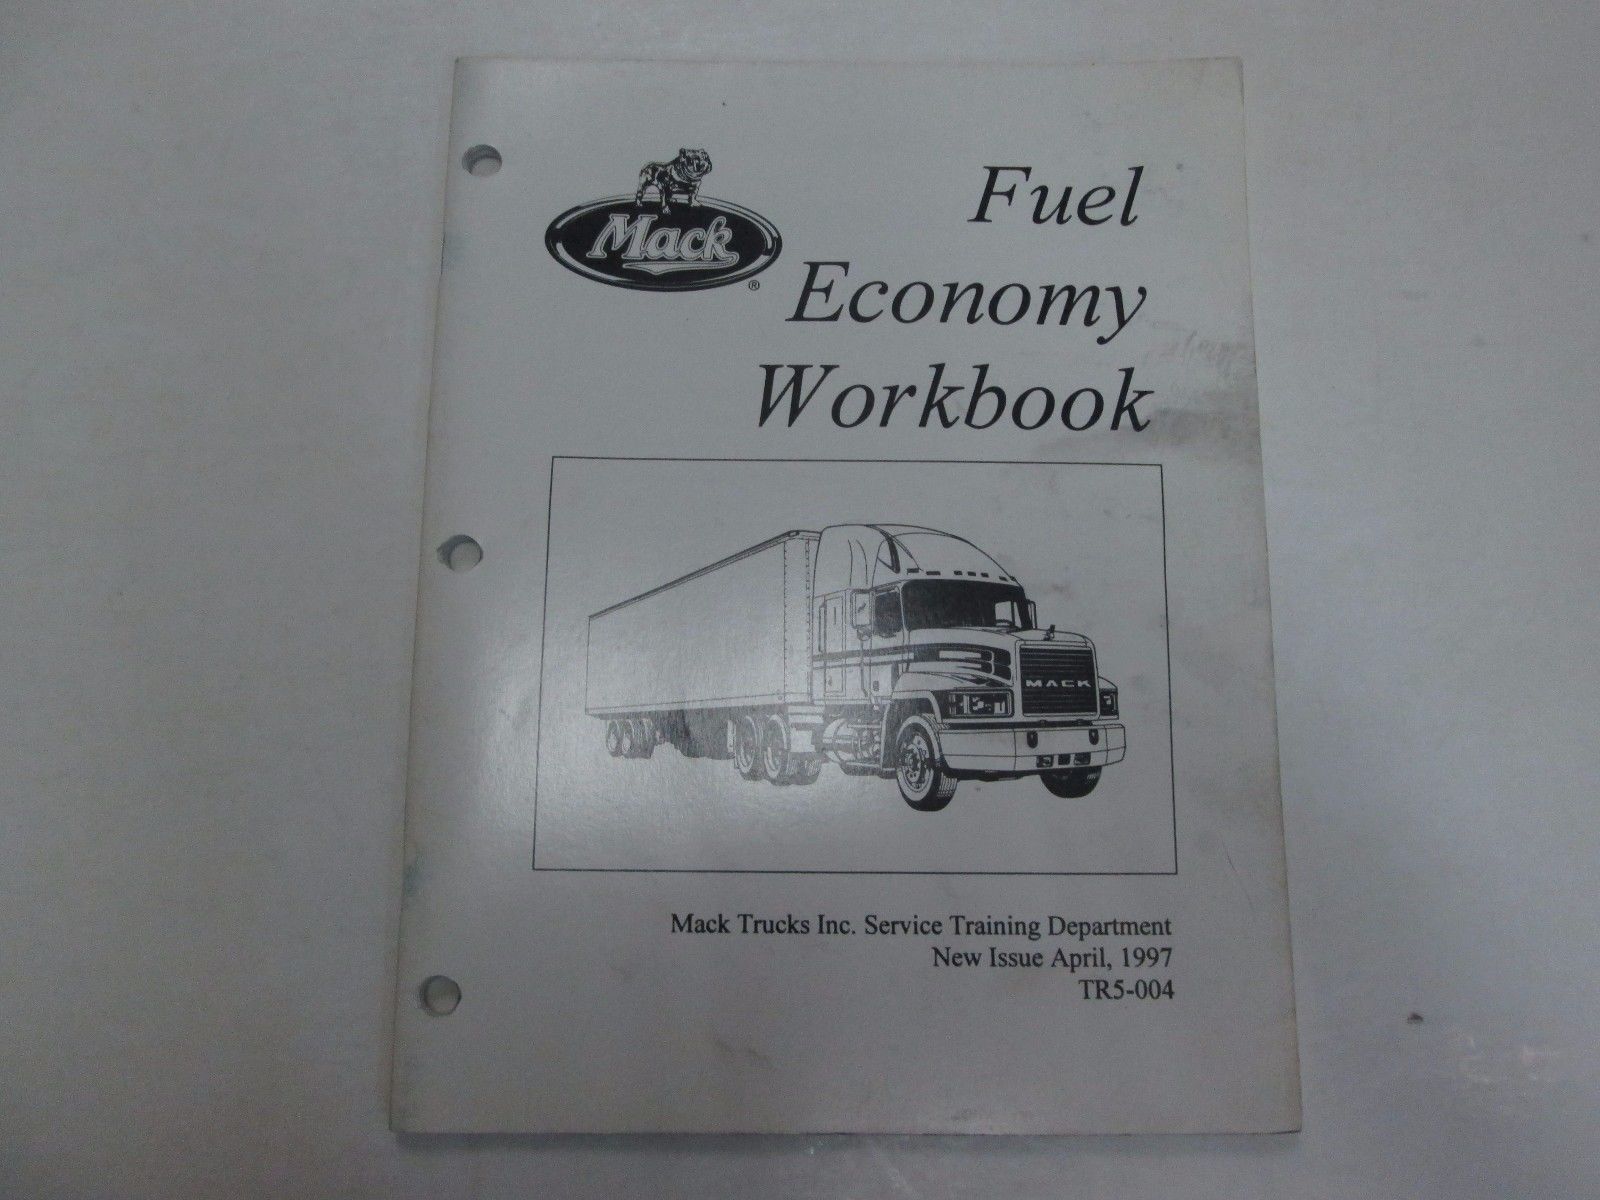 Mack
®
Fuel
Economy
Workbook
MACK
Mack Trucks Inc. Service Training Department
New Issue April, 1997
TR5-004